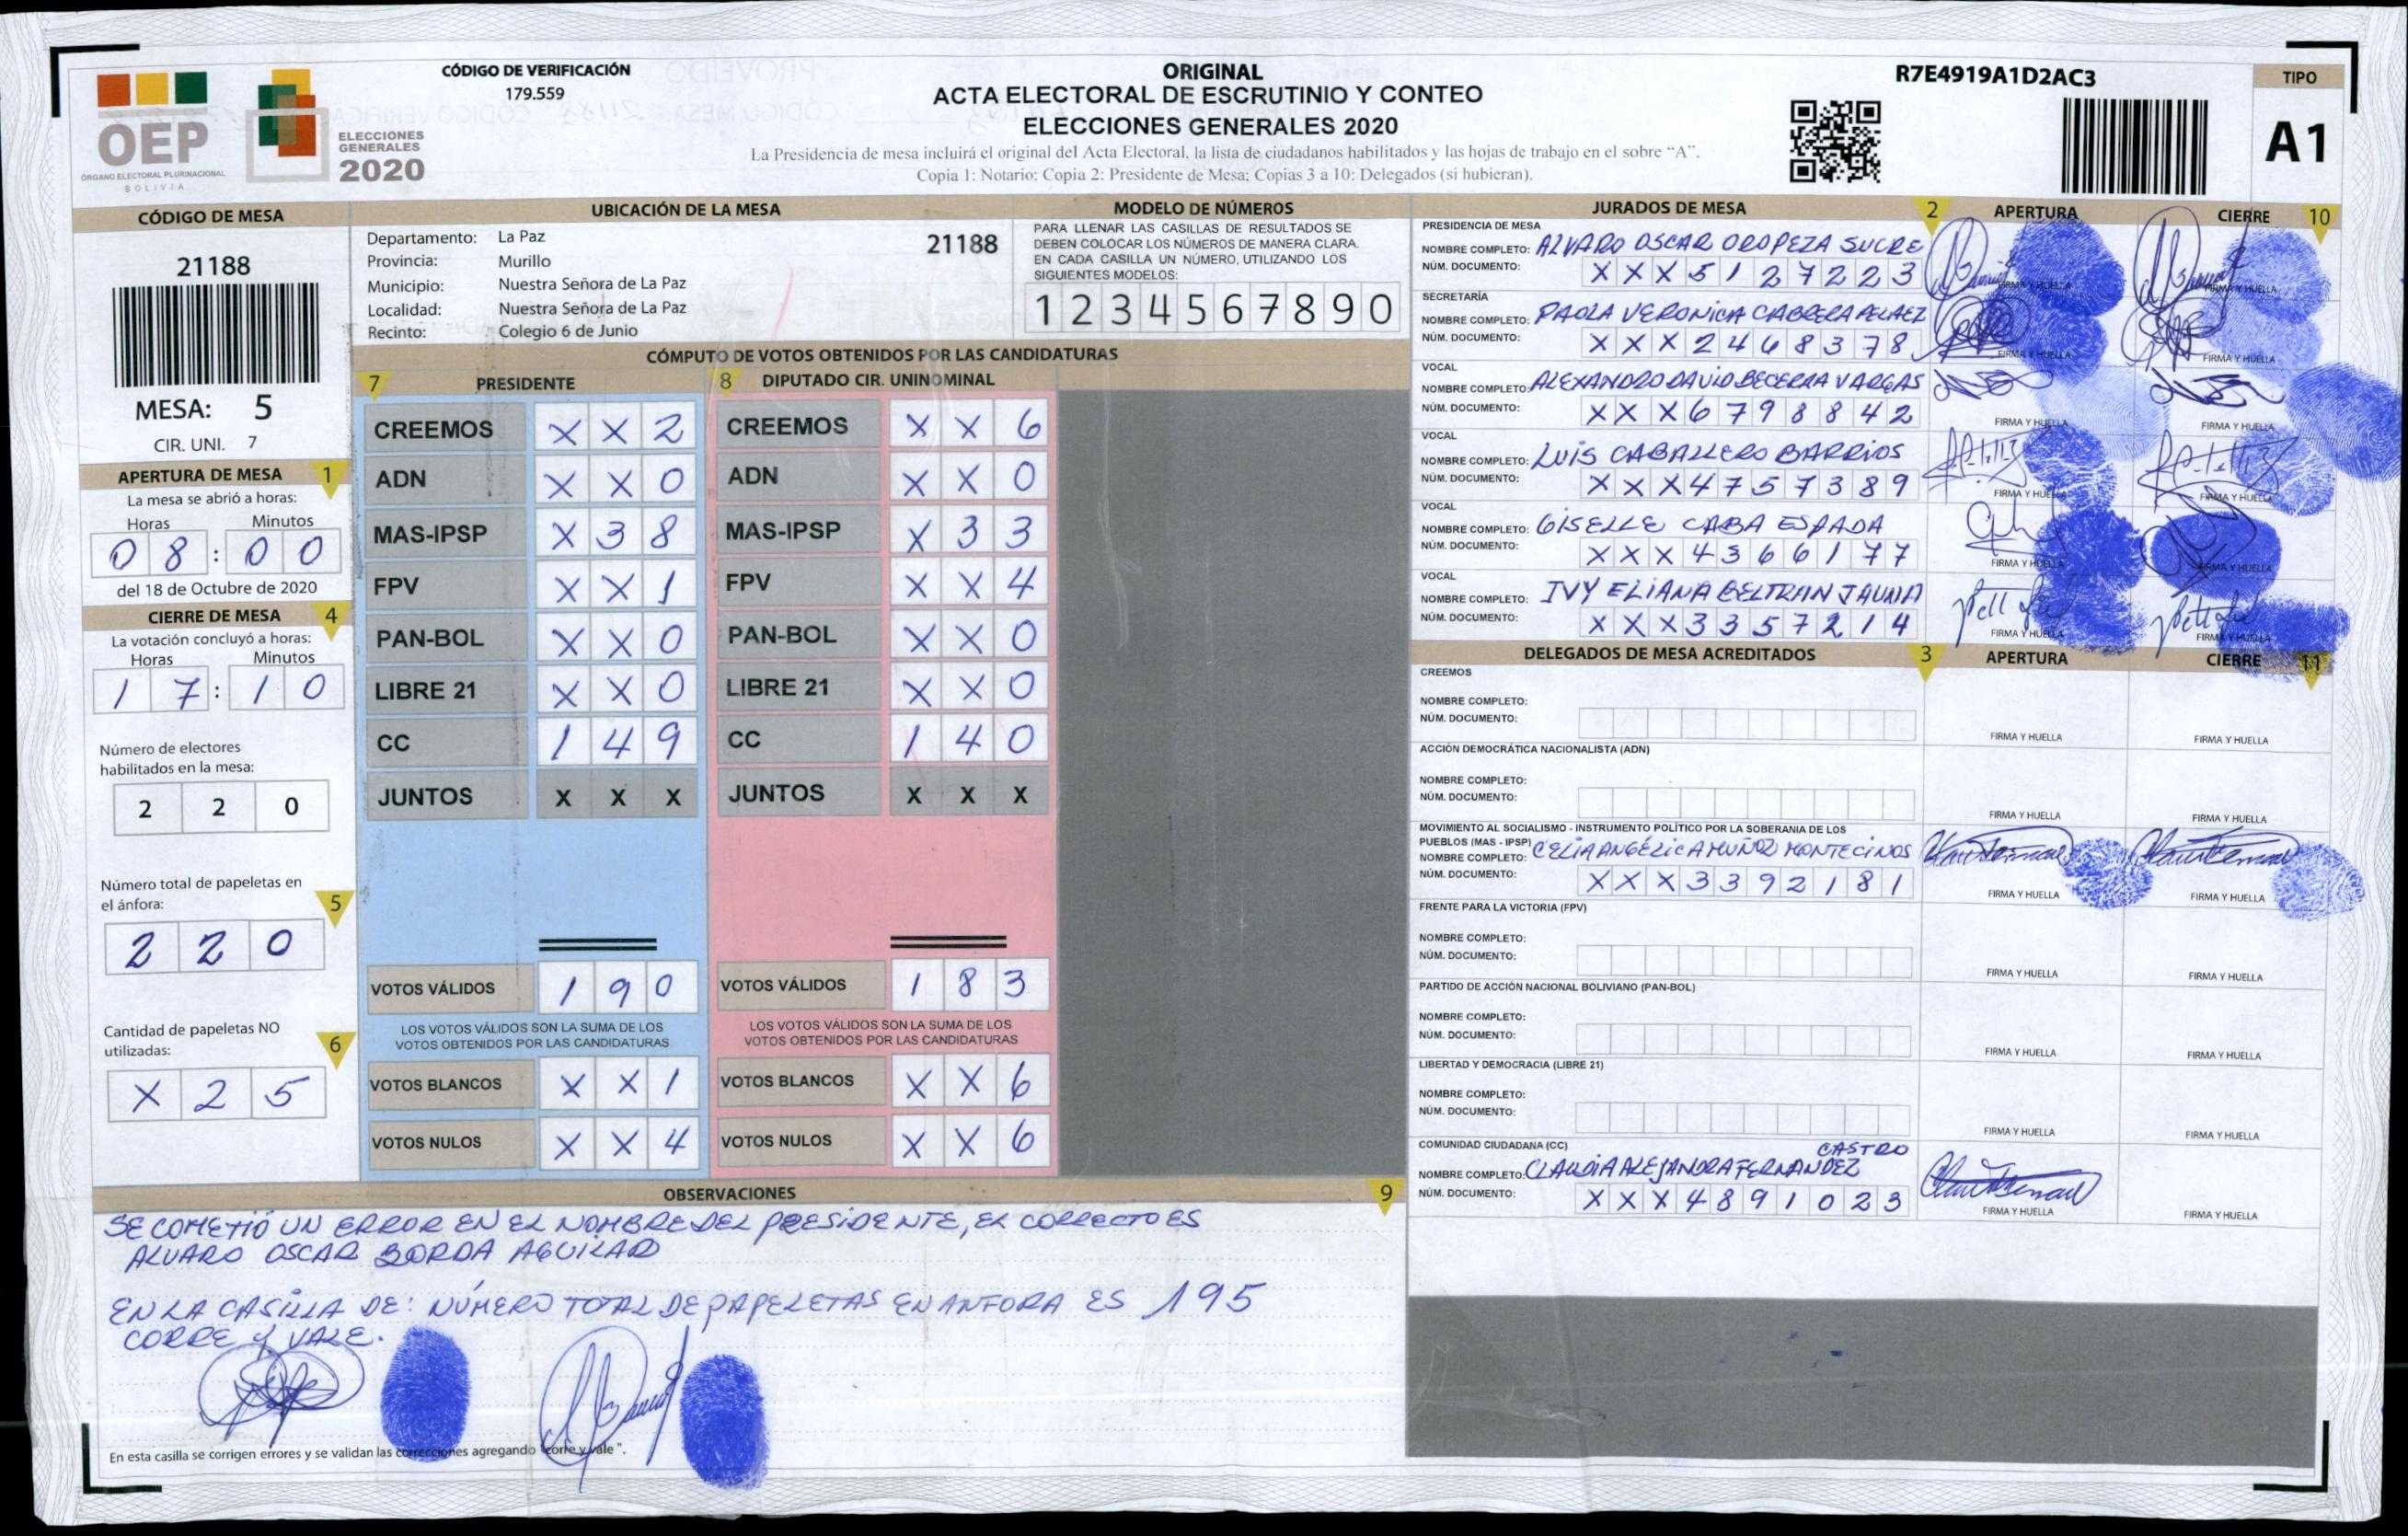 OEP
ÓRGANO ELECTORAL PLURINACIONAL
BOLIVIA
ELECCIONES
GENERALES
2020
CÓDIGO DE VERIFICACIÓN
179.559
ORIGINAL
ACTA ELECTORAL DE ESCRUTINIO Y CONTEO
ELECCIONES GENERALES 2020
La Presidencia de mesa incluirá el original del Acta Electoral, la lista de ciudadanos habilitados y las hojas de trabajo en el sobre “A”.
Copia 1: Notario; Copia 2: Presidente de Mesa; Copias 3 a 10: Delegados (si hubieran).
R7E4919A1D2AC3
TIPO
A1
CÓDIGO DE MESA
21188
MESA: 5
CIR. UNI. 7
APERTURA DE MESA 1
La mesa se abrió a horas:
Horas Minutos
0 8 : 0 0
del 18 de Octubre de 2020
CIERRE DE MESA 4
La votación concluyó a horas:
Horas Minutos
1 7 : 1 0
Número de electores
habilitados en la mesa:
2 2 0
Número total de papeletas en
el ánfora: 5
2 2 0
Cantidad de papeletas NO
utilizadas: 6
X 2 5
UBICACIÓN DE LA MESA
Departamento: La Paz 21188
Provincia: Murillo
Municipio: Nuestra Señora de La Paz
Localidad: Nuestra Señora de La Paz
Recinto: Colegio 6 de Junio
MODELO DE NÚMEROS
PARA LLENAR LAS CASILLAS DE RESULTADOS SE
DEBEN COLOCAR LOS NÚMEROS DE MANERA CLARA.
EN CADA CASILLA UN NÚMERO, UTILIZANDO LOS
SIGUIENTES MODELOS:
1 2 3 4 5 6 7 8 9 0
CÓMPUTO DE VOTOS OBTENIDOS POR LAS CANDIDATURAS
7 PRESIDENTE
CREEMOS X X 2
ADN X X 0
MAS-IPSP X 3 8
FPV X X 1
PAN-BOL X X 0
LIBRE 21 X X 0
CC 1 4 9
JUNTOS X X X
VOTOS VÁLIDOS 1 9 0
LOS VOTOS VÁLIDOS SON LA SUMA DE LOS
VOTOS OBTENIDOS POR LAS CANDIDATURAS
VOTOS BLANCOS X X 1
VOTOS NULOS X X 4
8 DIPUTADO CIR. UNINOMINAL
CREEMOS X X 6
ADN X X 0
MAS-IPSP X 3 3
FPV X X 4
PAN-BOL X X 0
LIBRE 21 X X 0
CC 1 4 0
JUNTOS X X X
VOTOS VÁLIDOS 1 8 3
LOS VOTOS VÁLIDOS SON LA SUMA DE LOS
VOTOS OBTENIDOS POR LAS CANDIDATURAS
VOTOS BLANCOS X X 6
VOTOS NULOS X X 6
OBSERVACIONES 9
SE COMETIÓ UN ERROR EN EL NOMBRE DEL PRESIDENTE, EL CORRECTO ES
ALVARO OSCAR BORDA AGUILAR
EN LA CASILLA DE: NÚMERO TOTAL DE PAPELETAS EN ANFORA ES 195
CORRE Y VALE.
En esta casilla se corrigen errores y se validan las correcciones agregando "corre y vale".
JURADOS DE MESA 2 APERTURA CIERRE 10
PRESIDENCIA DE MESA
NOMBRE COMPLETO: ALVARO OSCAR OROPEZA SUCRE
NÚM. DOCUMENTO: X X X 5 1 2 7 2 2 3
FIRMA Y HUELLA FIRMA Y HUELLA
SECRETARÍA
NOMBRE COMPLETO: PAOLA VERONICA CABRERA PELAEZ
NÚM. DOCUMENTO: X X X 2 4 6 8 3 7 8
FIRMA Y HUELLA FIRMA Y HUELLA
VOCAL
NOMBRE COMPLETO: ALEXANDRO DAVID BECERRA VARGAS
NÚM. DOCUMENTO: X X X 6 7 9 8 8 4 2
FIRMA Y HUELLA FIRMA Y HUELLA
VOCAL
NOMBRE COMPLETO: LUIS CABALLERO BARRIOS
NÚM. DOCUMENTO: X X X 4 7 5 7 3 8 9
FIRMA Y HUELLA FIRMA Y HUELLA
VOCAL
NOMBRE COMPLETO: GISELLE CABA ESPADA
NÚM. DOCUMENTO: X X X 4 3 6 6 1 7 7
FIRMA Y HUELLA FIRMA Y HUELLA
VOCAL
NOMBRE COMPLETO: IVY ELIANA BELTRAN JAUNA
NÚM. DOCUMENTO: X X X 3 3 5 7 2 1 4
FIRMA Y HUELLA FIRMA Y HUELLA
DELEGADOS DE MESA ACREDITADOS 3 APERTURA CIERRE 11
CREEMOS
NOMBRE COMPLETO:
NÚM. DOCUMENTO:
FIRMA Y HUELLA FIRMA Y HUELLA
ACCIÓN DEMOCRÁTICA NACIONALISTA (ADN)
NOMBRE COMPLETO:
NÚM. DOCUMENTO:
FIRMA Y HUELLA FIRMA Y HUELLA
MOVIMIENTO AL SOCIALISMO - INSTRUMENTO POLÍTICO POR LA SOBERANIA DE LOS
PUEBLOS (MAS - IPSP)
NOMBRE COMPLETO: CELIA ANGÉLICA MUÑOZ MONTECINOS
NÚM. DOCUMENTO: X X X 3 3 9 2 1 8 1
FIRMA Y HUELLA FIRMA Y HUELLA
FRENTE PARA LA VICTORIA (FPV)
NOMBRE COMPLETO:
NÚM. DOCUMENTO:
FIRMA Y HUELLA FIRMA Y HUELLA
PARTIDO DE ACCIÓN NACIONAL BOLIVIANO (PAN-BOL)
NOMBRE COMPLETO:
NÚM. DOCUMENTO:
FIRMA Y HUELLA FIRMA Y HUELLA
LIBERTAD Y DEMOCRACIA (LIBRE 21)
NOMBRE COMPLETO:
NÚM. DOCUMENTO:
FIRMA Y HUELLA FIRMA Y HUELLA
COMUNIDAD CIUDADANA (CC) CASTRO
NOMBRE COMPLETO: CLAUDIA ALEJANDRA FERNANDEZ
NÚM. DOCUMENTO: X X X 4 8 9 1 0 2 3
FIRMA Y HUELLA FIRMA Y HUELLA